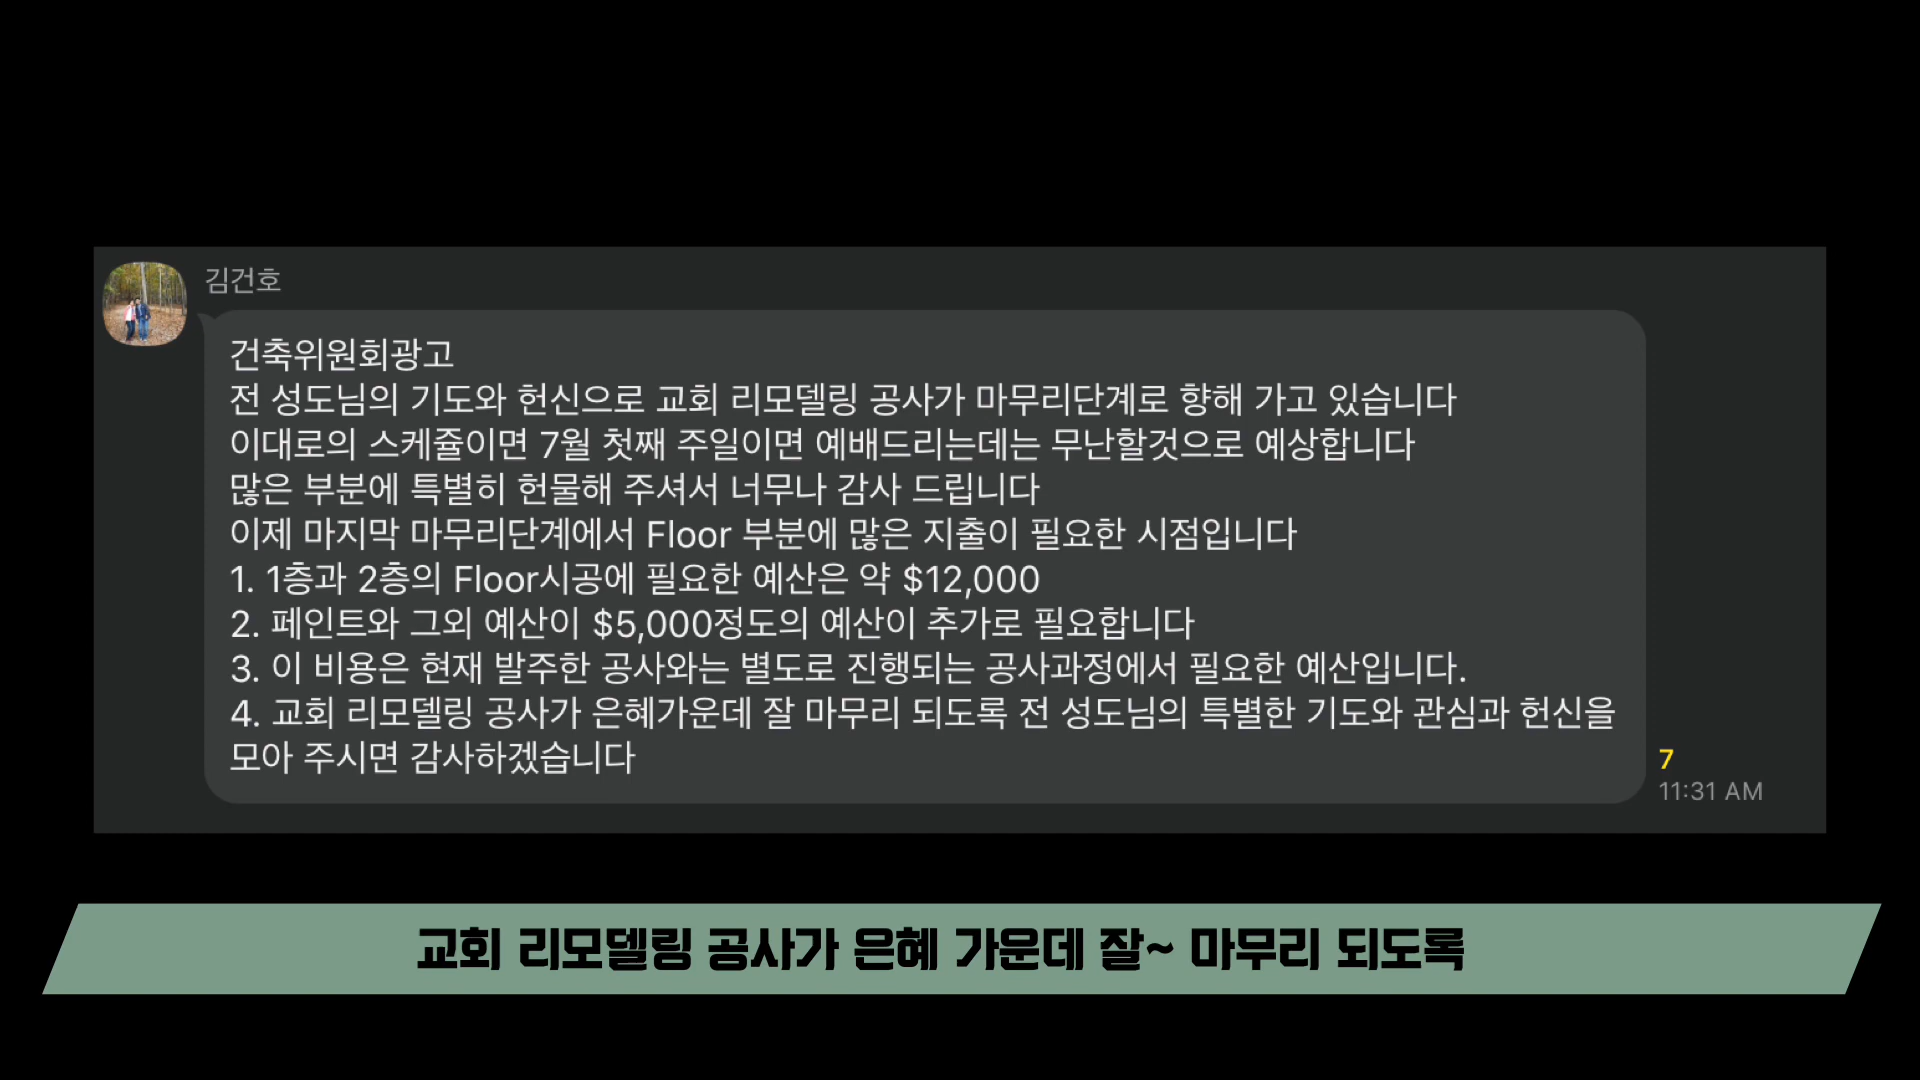 김건호
건축위원회광고
전 성도님의 기도와 헌신으로 교회 리모델링 공사가 마무리단계로 향해 가고 있습니다
이대로의 스케쥴이면 7월 첫째 주일이면 예배드리는데는 무난할것으로 예상합니다
많은 부분에 특별히 헌물해 주셔서 너무나 감사 드립니다
이제 마지막 마무리단계에서 Floor 부분에 많은 지출이 필요한 시점입니다
1. 1층과 2층의 Floor시공에 필요한 예산은 약 $12,000
2. 페인트와 그외 예산이 $5,000정도의 예산이 추가로 필요합니다
3. 이 비용은 현재 발주한 공사와는 별도로 진행되는 공사과정에서 필요한 예산입니다.
4. 교회 리모델링 공사가 은혜가운데 잘 마무리 되도록 전 성도님의 특별한 기도와 관심과 헌신을
모아 주시면 감사하겠습니다
7
11:31 AM
교회 리모델링 공사가 은혜 가운데 잘~ 마무리 되도록